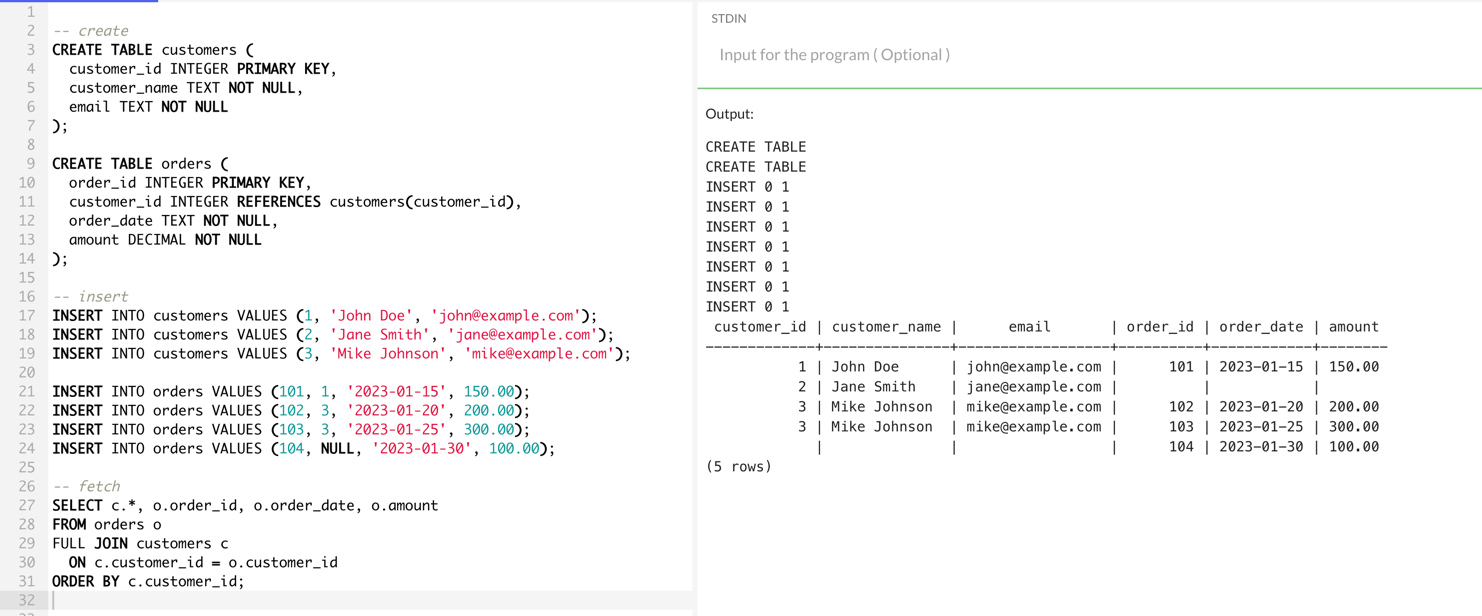 1
2 -- create
3 CREATE TABLE customers (
4   customer_id INTEGER PRIMARY KEY,
5   customer_name TEXT NOT NULL,
6   email TEXT NOT NULL
7 );
8
9 CREATE TABLE orders (
10   order_id INTEGER PRIMARY KEY,
11   customer_id INTEGER REFERENCES customers(customer_id),
12   order_date TEXT NOT NULL,
13   amount DECIMAL NOT NULL
14 );
15
16 -- insert
17 INSERT INTO customers VALUES (1, 'John Doe', 'john@example.com');
18 INSERT INTO customers VALUES (2, 'Jane Smith', 'jane@example.com');
19 INSERT INTO customers VALUES (3, 'Mike Johnson', 'mike@example.com');
20
21 INSERT INTO orders VALUES (101, 1, '2023-01-15', 150.00);
22 INSERT INTO orders VALUES (102, 3, '2023-01-20', 200.00);
23 INSERT INTO orders VALUES (103, 3, '2023-01-25', 300.00);
24 INSERT INTO orders VALUES (104, NULL, '2023-01-30', 100.00);
25
26 -- fetch
27 SELECT c.*, o.order_id, o.order_date, o.amount
28 FROM orders o
29 FULL JOIN customers c
30   ON c.customer_id = o.customer_id
31 ORDER BY c.customer_id;
32
STDIN
Input for the program ( Optional )
Output:
CREATE TABLE
CREATE TABLE
INSERT 0 1
INSERT 0 1
INSERT 0 1
INSERT 0 1
INSERT 0 1
INSERT 0 1
INSERT 0 1
 customer_id | customer_name |      email       | order_id | order_date | amount
-------------+---------------+------------------+----------+------------+--------
           1 | John Doe      | john@example.com |      101 | 2023-01-15 | 150.00
           2 | Jane Smith    | jane@example.com |          |            |
           3 | Mike Johnson  | mike@example.com |      102 | 2023-01-20 | 200.00
           3 | Mike Johnson  | mike@example.com |      103 | 2023-01-25 | 300.00
             |               |                  |      104 | 2023-01-30 | 100.00
(5 rows)